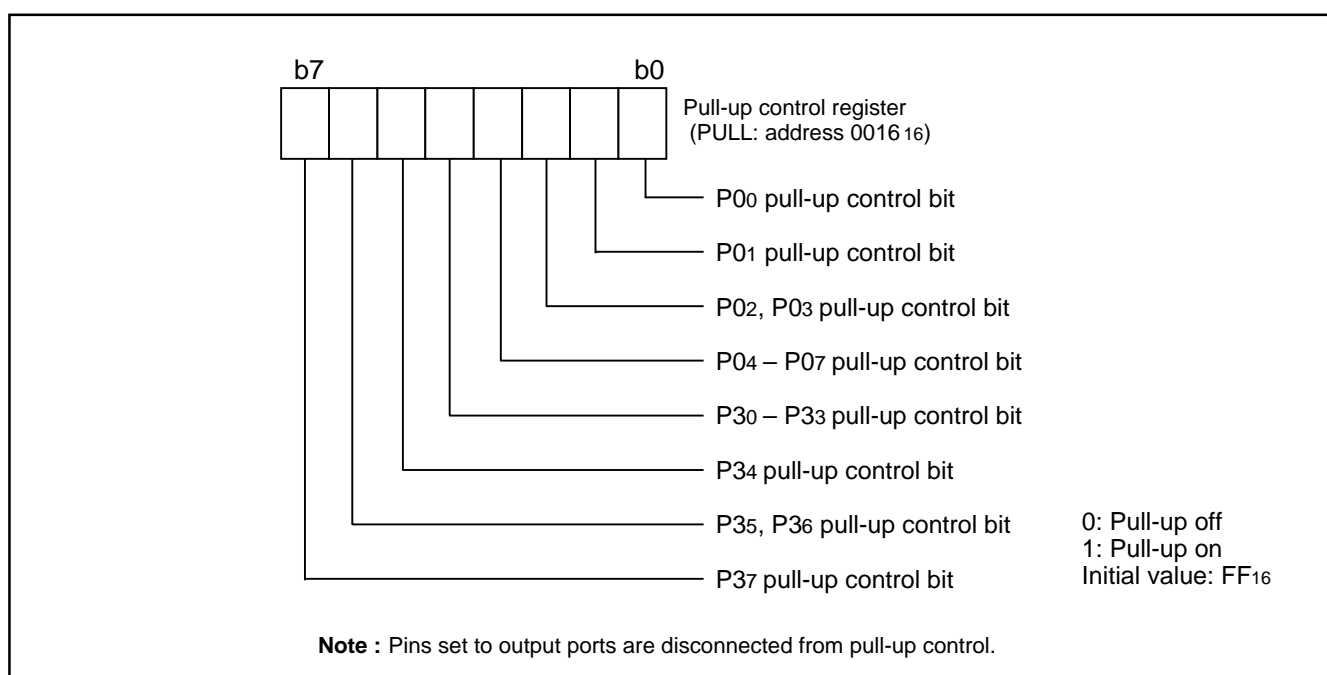 b7 b0
Pull-up control register
(PULL: address 0016 16)
P00 pull-up control bit
P01 pull-up control bit
P02, P03 pull-up control bit
P04 – P07 pull-up control bit
P30 – P33 pull-up control bit
P34 pull-up control bit
P35, P36 pull-up control bit
P37 pull-up control bit
0: Pull-up off
1: Pull-up on
Initial value: FF16
Note : Pins set to output ports are disconnected from pull-up control.